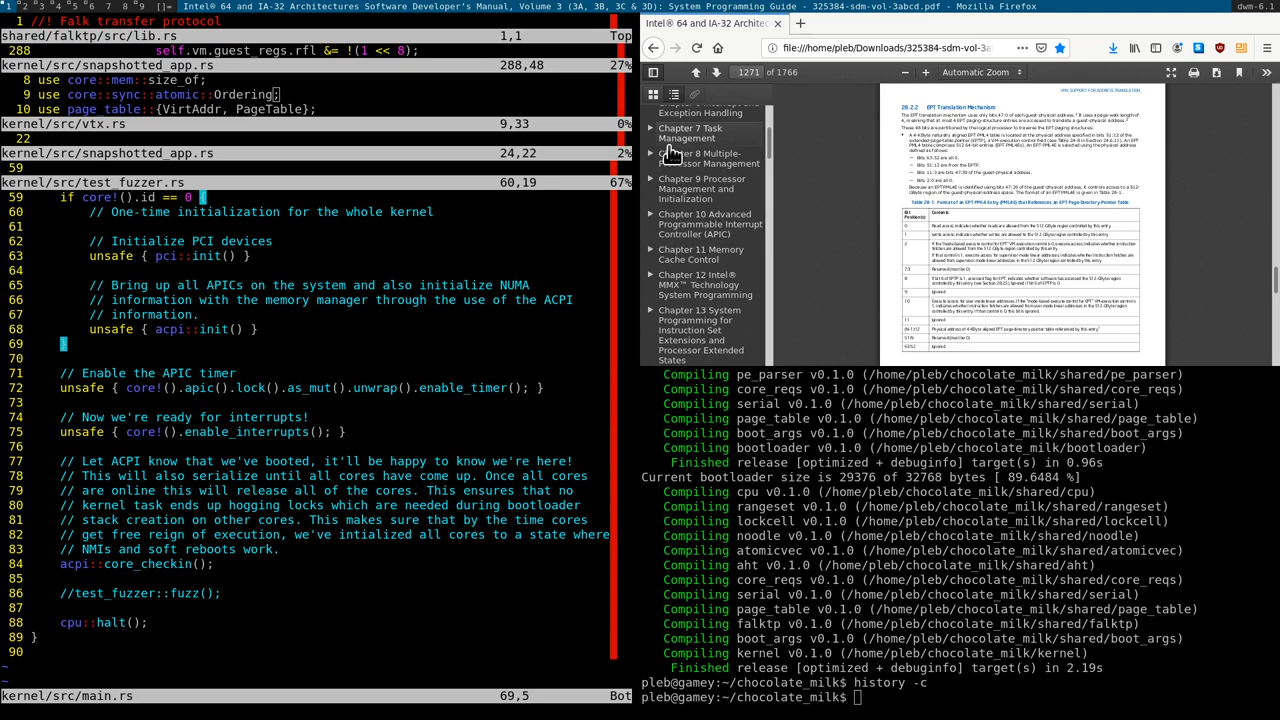 1 2 3 4 5 6 7 8 9 []= Intel® 64 and IA-32 Architectures Software Developer's Manual, Volume 3 (3A, 3B, 3C & 3D): System Programming Guide - 325384-sdm-vol-3abcd.pdf - Mozilla Firefox dwm-6.1
1 //! Falk transfer protocol
shared/falktp/src/lib.rs 1,1 Top
288 self.vm.guest_regs.rfl &= !(1 << 8);
kernel/src/snapshotted_app.rs 288,48 27%
8 use core::mem::size_of;
9 use core::sync::atomic::Ordering;
10 use page_table::{VirtAddr, PageTable};
kernel/src/vtx.rs 9,33 0%
22
kernel/src/snapshotted_app.rs 24,22 2%
59
kernel/src/test_fuzzer.rs 60,19 67%
59 if core!().id == 0 {
60 // One-time initialization for the whole kernel
61
62 // Initialize PCI devices
63 unsafe { pci::init() }
64
65 // Bring up all APICs on the system and also initialize NUMA
66 // information with the memory manager through the use of the ACPI
67 // information.
68 unsafe { acpi::init() }
69 }
70
71 // Enable the APIC timer
72 unsafe { core!().apic().lock().as_mut().unwrap().enable_timer(); }
73
74 // Now we're ready for interrupts!
75 unsafe { core!().enable_interrupts(); }
76
77 // Let ACPI know that we've booted, it'll be happy to know we're here!
78 // This will also serialize until all cores have come up. Once all cores
79 // are online this will release all of the cores. This ensures that no
80 // kernel task ends up hogging locks which are needed during bootloader
81 // stack creation on other cores. This makes sure that by the time cores
82 // get free reign of execution, we've intialized all cores to a state where
83 // NMIs and soft reboots work.
84 acpi::core_checkin();
85
86 //test_fuzzer::fuzz();
87
88 cpu::halt();
89 }
90
~
~
kernel/src/main.rs 69,5 Bot
Intel® 64 and IA-32 Architec
file:///home/pleb/Downloads/325384-sdm-vol-3a
1271 of 1766 Automatic Zoom
Exception Handling
Chapter 7 Task
Management
8 Multiple-
Processor Management
Chapter 9 Processor
Management and
Initialization
Chapter 10 Advanced
Programmable Interrupt
Controller (APIC)
Chapter 11 Memory
Cache Control
Chapter 12 Intel®
MMX™ Technology
System Programming
Chapter 13 System
Programming for
Instruction Set
Extensions and
Processor Extended
States
VMX SUPPORT FOR ADDRESS TRANSLATION
28.2.2 EPT Translation Mechanism
Compiling pe_parser v0.1.0 (/home/pleb/chocolate_milk/shared/pe_parser)
Compiling core_reqs v0.1.0 (/home/pleb/chocolate_milk/shared/core_reqs)
Compiling serial v0.1.0 (/home/pleb/chocolate_milk/shared/serial)
Compiling page_table v0.1.0 (/home/pleb/chocolate_milk/shared/page_table)
Compiling boot_args v0.1.0 (/home/pleb/chocolate_milk/shared/boot_args)
Compiling bootloader v0.1.0 (/home/pleb/chocolate_milk/bootloader)
Finished release [optimized + debuginfo] target(s) in 0.96s
Current bootloader size is 29376 of 32768 bytes [ 89.6484 %]
Compiling cpu v0.1.0 (/home/pleb/chocolate_milk/shared/cpu)
Compiling rangeset v0.1.0 (/home/pleb/chocolate_milk/shared/rangeset)
Compiling lockcell v0.1.0 (/home/pleb/chocolate_milk/shared/lockcell)
Compiling noodle v0.1.0 (/home/pleb/chocolate_milk/shared/noodle)
Compiling atomicvec v0.1.0 (/home/pleb/chocolate_milk/shared/atomicvec)
Compiling aht v0.1.0 (/home/pleb/chocolate_milk/shared/aht)
Compiling core_reqs v0.1.0 (/home/pleb/chocolate_milk/shared/core_reqs)
Compiling serial v0.1.0 (/home/pleb/chocolate_milk/shared/serial)
Compiling page_table v0.1.0 (/home/pleb/chocolate_milk/shared/page_table)
Compiling falktp v0.1.0 (/home/pleb/chocolate_milk/shared/falktp)
Compiling boot_args v0.1.0 (/home/pleb/chocolate_milk/shared/boot_args)
Compiling kernel v0.1.0 (/home/pleb/chocolate_milk/kernel)
Finished release [optimized + debuginfo] target(s) in 2.19s
pleb@gamey:~/chocolate_milk$ history -c
pleb@gamey:~/chocolate_milk$